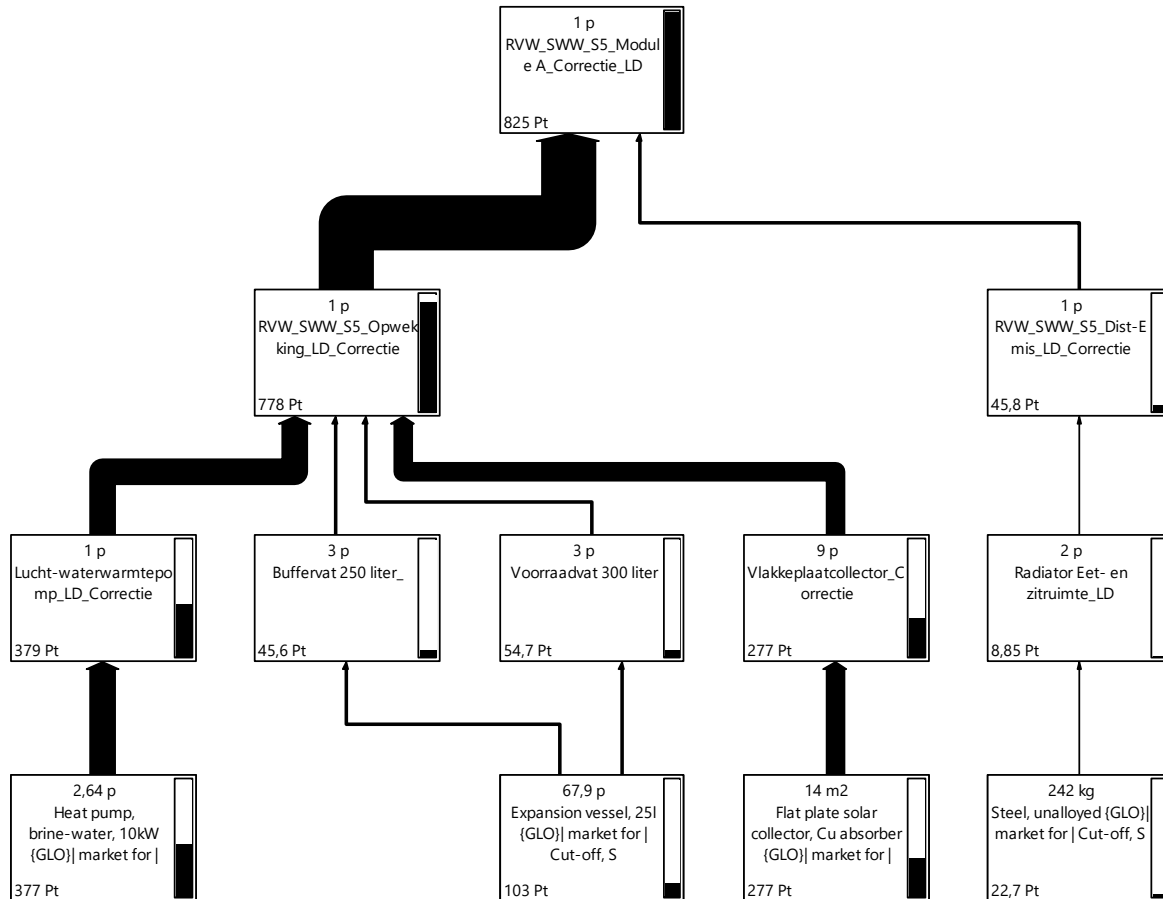 1 p
RVW_SWW_S5_Modul
e A_Correctie_LD
825 Pt
1 p
RVW_SWW_S5_Opwek
king_LD_Correctie
778 Pt
1 p
RVW_SWW_S5_Dist-E
mis_LD_Correctie
45,8 Pt
1 p
Lucht-waterwarmtepo
mp_LD_Correctie
379 Pt
3 p
Buffervat 250 liter_
45,6 Pt
3 p
Voorraadvat 300 liter
54,7 Pt
9 p
Vlakkeplaatcollector_C
orrectie
277 Pt
2 p
Radiator Eet- en
zitruimte_LD
8,85 Pt
2,64 p
Heat pump,
brine-water, 10kW
{GLO}| market for |
377 Pt
67,9 p
Expansion vessel, 25l
{GLO}| market for |
Cut-off, S
103 Pt
14 m2
Flat plate solar
collector, Cu absorber
{GLO}| market for |
277 Pt
242 kg
Steel, unalloyed {GLO}|
market for | Cut-off, S
22,7 Pt